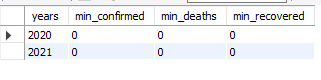 years min_confirmed min_deaths min_recovered
2020 0 0 0
2021 0 0 0